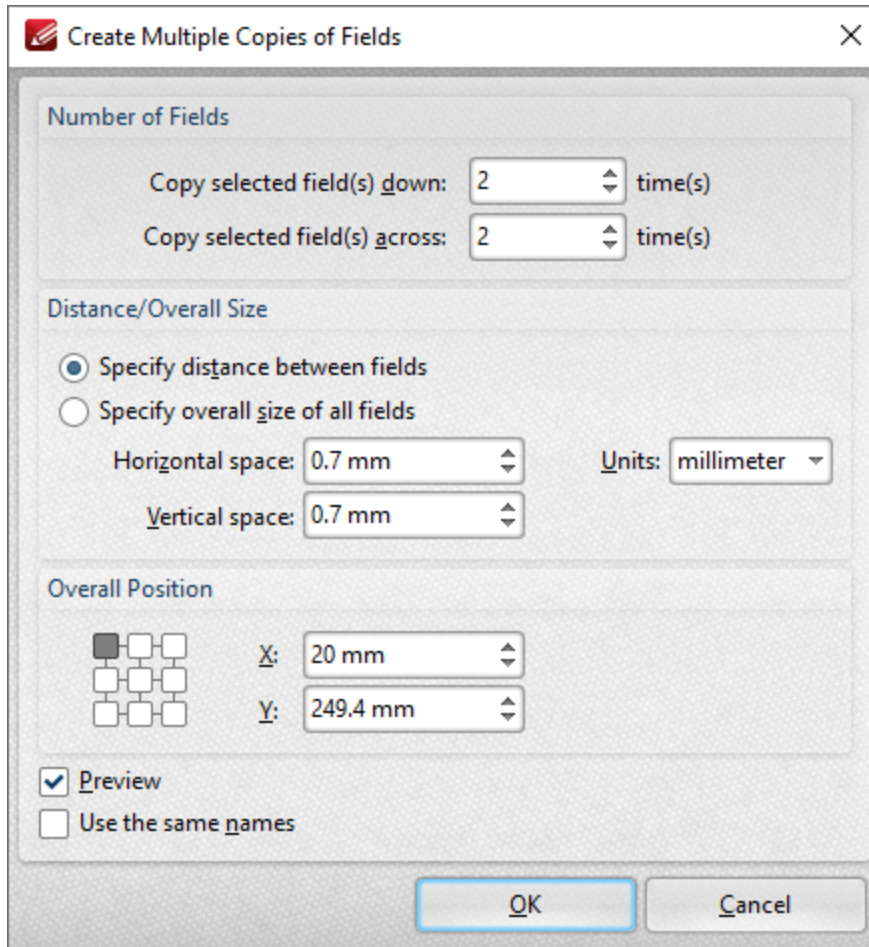 Create Multiple Copies of Fields
Number of Fields
Copy selected field(s) down: 2 time(s)
Copy selected field(s) across: 2 time(s)
Distance/Overall Size
Specify distance between fields
Specify overall size of all fields
Horizontal space: 0.7 mm Units: millimeter
Vertical space: 0.7 mm
Overall Position
X: 20 mm
Y: 249.4 mm
Preview
Use the same names
OK Cancel